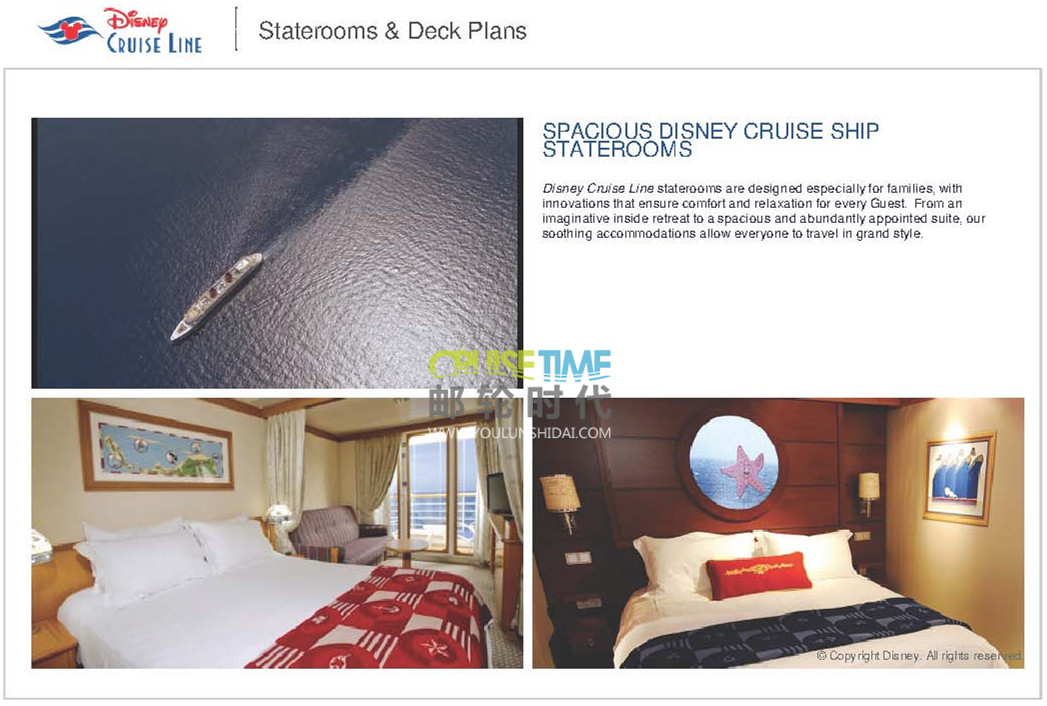 Disney
Cruise Line
Staterooms & Deck Plans
SPACIOUS DISNEY CRUISE SHIP
STATEROOMS
Disney Cruise Line staterooms are designed especially for families, with
innovations that ensure comfort and relaxation for every Guest. From an
imaginative inside retreat to a spacious and abundantly appointed suite, our
soothing accommodations allow everyone to travel in grand style.
CRUISETIME
邮轮时代
WWW.YOULUNSHIDAI.COM
© Copyright Disney. All rights reserved.